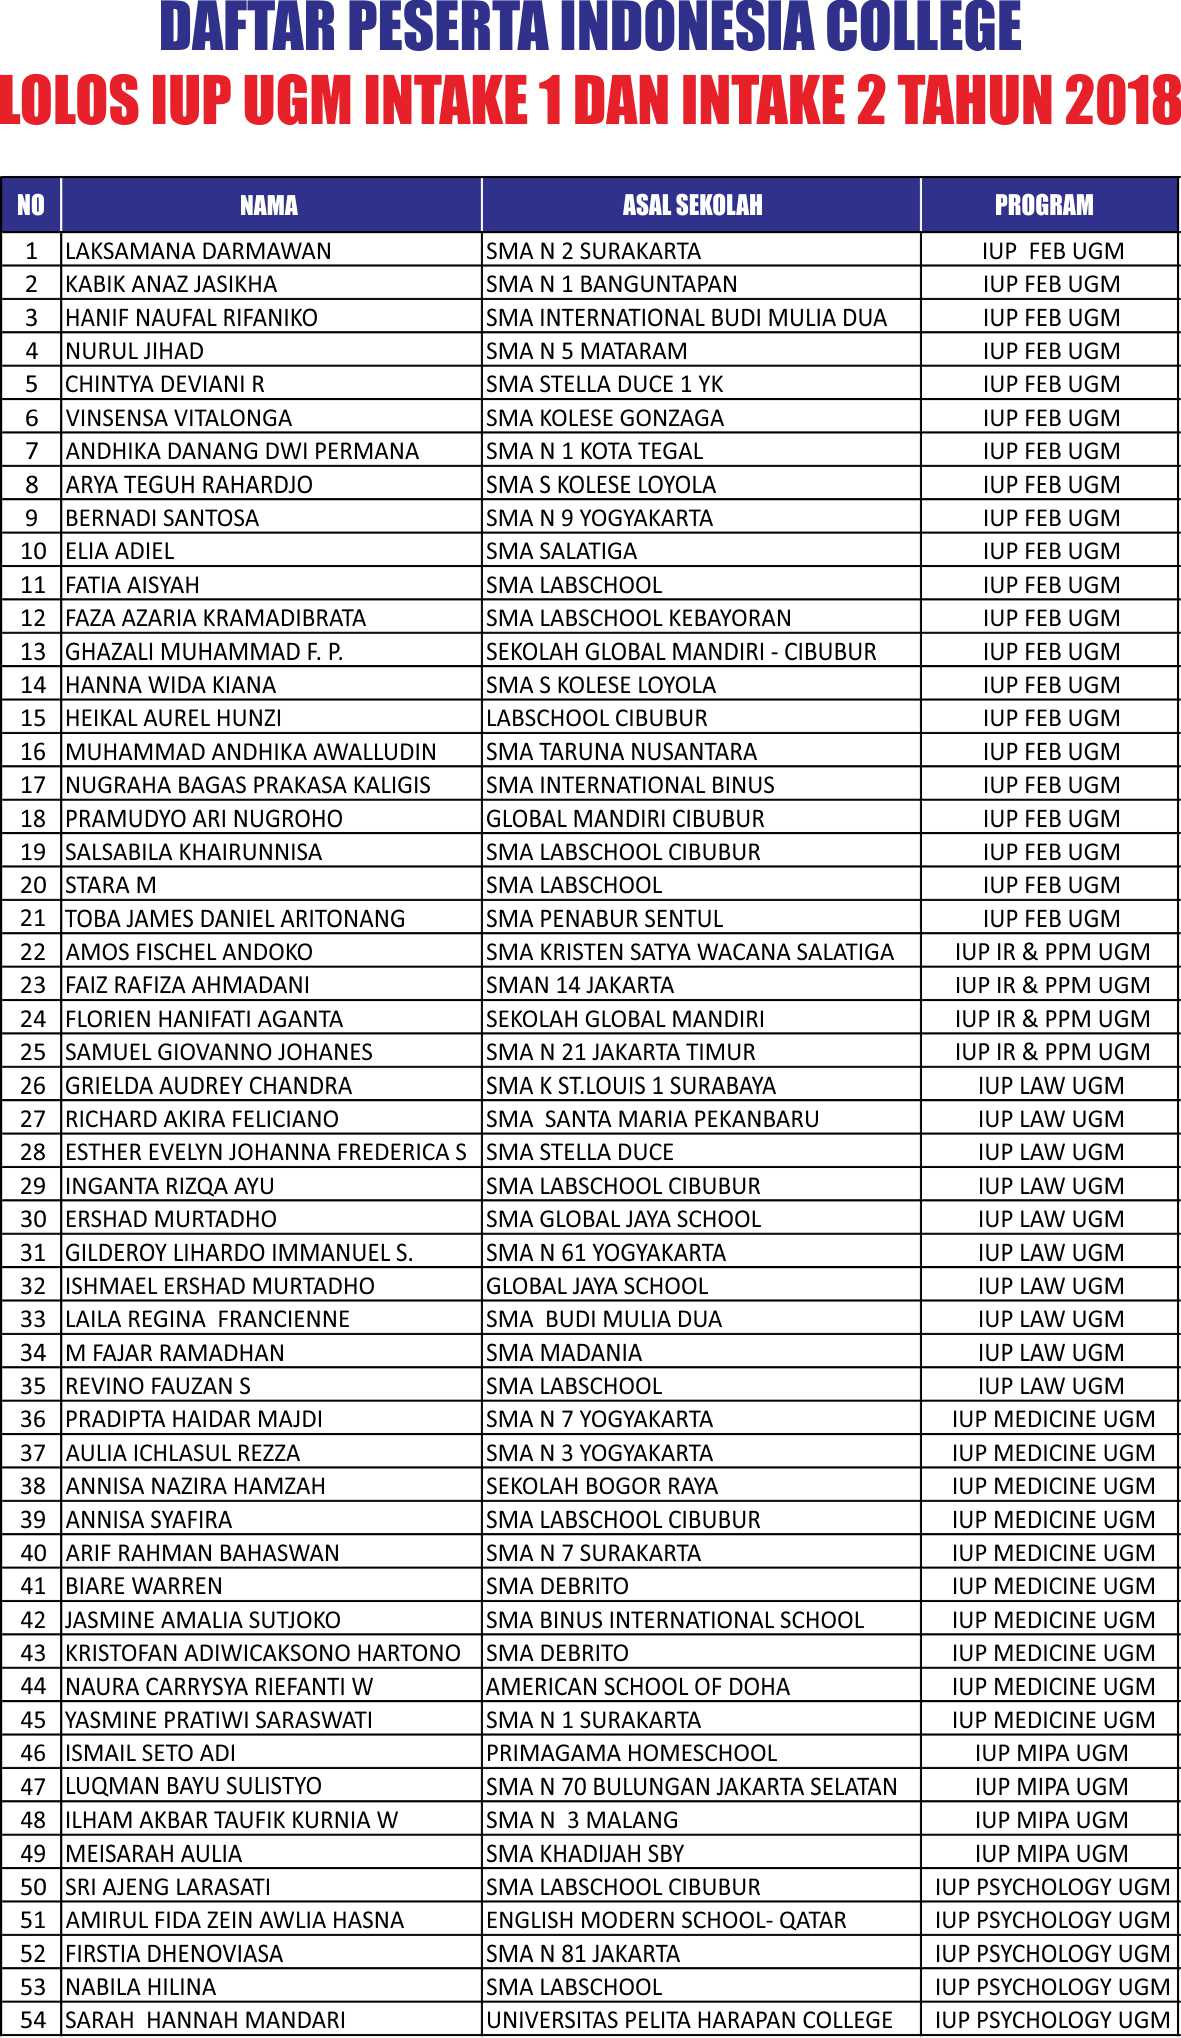 DAFTAR PESERTA INDONESIA COLLEGE
LOLOS IUP UGM INTAKE 1 DAN INTAKE 2 TAHUN 2018
NO NAMA ASAL SEKOLAH PROGRAM
1 LAKSAMANA DARMAWAN SMA N 2 SURAKARTA IUP FEB UGM
2 KABIK ANAZ JASIKHA SMA N 1 BANGUNTAPAN IUP FEB UGM
3 HANIF NAUFAL RIFANIKO SMA INTERNATIONAL BUDI MULIA DUA IUP FEB UGM
4 NURUL JIHAD SMA N 5 MATARAM IUP FEB UGM
5 CHINTYA DEVIANI R SMA STELLA DUCE 1 YK IUP FEB UGM
6 VINSENSA VITALONGA SMA KOLESE GONZAGA IUP FEB UGM
7 ANDHIKA DANANG DWI PERMANA SMA N 1 KOTA TEGAL IUP FEB UGM
8 ARYA TEGUH RAHARDJO SMA S KOLESE LOYOLA IUP FEB UGM
9 BERNADI SANTOSA SMA N 9 YOGYAKARTA IUP FEB UGM
10 ELIA ADIEL SMA SALATIGA IUP FEB UGM
11 FATIA AISYAH SMA LABSCHOOL IUP FEB UGM
12 FAZA AZARIA KRAMADIBRATA SMA LABSCHOOL KEBAYORAN IUP FEB UGM
13 GHAZALI MUHAMMAD F. P. SEKOLAH GLOBAL MANDIRI - CIBUBUR IUP FEB UGM
14 HANNA WIDA KIANA SMA S KOLESE LOYOLA IUP FEB UGM
15 HEIKAL AUREL HUNZI LABSCHOOL CIBUBUR IUP FEB UGM
16 MUHAMMAD ANDHIKA AWALLUDIN SMA TARUNA NUSANTARA IUP FEB UGM
17 NUGRAHA BAGAS PRAKASA KALIGIS SMA INTERNATIONAL BINUS IUP FEB UGM
18 PRAMUDYO ARI NUGROHO GLOBAL MANDIRI CIBUBUR IUP FEB UGM
19 SALSABILA KHAIRUNNISA SMA LABSCHOOL CIBUBUR IUP FEB UGM
20 STARA M SMA LABSCHOOL IUP FEB UGM
21 TOBA JAMES DANIEL ARITONANG SMA PENABUR SENTUL IUP FEB UGM
22 AMOS FISCHEL ANDOKO SMA KRISTEN SATYA WACANA SALATIGA IUP IR & PPM UGM
23 FAIZ RAFIZA AHMADANI SMAN 14 JAKARTA IUP IR & PPM UGM
24 FLORIEN HANIFATI AGANTA SEKOLAH GLOBAL MANDIRI IUP IR & PPM UGM
25 SAMUEL GIOVANNO JOHANES SMA N 21 JAKARTA TIMUR IUP IR & PPM UGM
26 GRIELDA AUDREY CHANDRA SMA K ST.LOUIS 1 SURABAYA IUP LAW UGM
27 RICHARD AKIRA FELICIANO SMA SANTA MARIA PEKANBARU IUP LAW UGM
28 ESTHER EVELYN JOHANNA FREDERICA S SMA STELLA DUCE IUP LAW UGM
29 INGANTA RIZQA AYU SMA LABSCHOOL CIBUBUR IUP LAW UGM
30 ERSHAD MURTADHO SMA GLOBAL JAYA SCHOOL IUP LAW UGM
31 GILDEROY LIHARDO IMMANUEL S. SMA N 61 YOGYAKARTA IUP LAW UGM
32 ISHMAEL ERSHAD MURTADHO GLOBAL JAYA SCHOOL IUP LAW UGM
33 LAILA REGINA FRANCIENNE SMA BUDI MULIA DUA IUP LAW UGM
34 M FAJAR RAMADHAN SMA MADANIA IUP LAW UGM
35 REVINO FAUZAN S SMA LABSCHOOL IUP LAW UGM
36 PRADIPTA HAIDAR MAJDI SMA N 7 YOGYAKARTA IUP MEDICINE UGM
37 AULIA ICHLASUL REZZA SMA N 3 YOGYAKARTA IUP MEDICINE UGM
38 ANNISA NAZIRA HAMZAH SEKOLAH BOGOR RAYA IUP MEDICINE UGM
39 ANNISA SYAFIRA SMA LABSCHOOL CIBUBUR IUP MEDICINE UGM
40 ARIF RAHMAN BAHASWAN SMA N 7 SURAKARTA IUP MEDICINE UGM
41 BIARE WARREN SMA DEBRITO IUP MEDICINE UGM
42 JASMINE AMALIA SUTJOKO SMA BINUS INTERNATIONAL SCHOOL IUP MEDICINE UGM
43 KRISTOFAN ADIWICAKSONO HARTONO SMA DEBRITO IUP MEDICINE UGM
44 NAURA CARRYSYA RIEFANTI W AMERICAN SCHOOL OF DOHA IUP MEDICINE UGM
45 YASMINE PRATIWI SARASWATI SMA N 1 SURAKARTA IUP MEDICINE UGM
46 ISMAIL SETO ADI PRIMAGAMA HOMESCHOOL IUP MIPA UGM
47 LUQMAN BAYU SULISTYO SMA N 70 BULUNGAN JAKARTA SELATAN IUP MIPA UGM
48 ILHAM AKBAR TAUFIK KURNIA W SMA N 3 MALANG IUP MIPA UGM
49 MEISARAH AULIA SMA KHADIJAH SBY IUP MIPA UGM
50 SRI AJENG LARASATI SMA LABSCHOOL CIBUBUR IUP PSYCHOLOGY UGM
51 AMIRUL FIDA ZEIN AWLIA HASNA ENGLISH MODERN SCHOOL- QATAR IUP PSYCHOLOGY UGM
52 FIRSTIA DHENOVIASA SMA N 81 JAKARTA IUP PSYCHOLOGY UGM
53 NABILA HILINA SMA LABSCHOOL IUP PSYCHOLOGY UGM
54 SARAH HANNAH MANDARI UNIVERSITAS PELITA HARAPAN COLLEGE IUP PSYCHOLOGY UGM